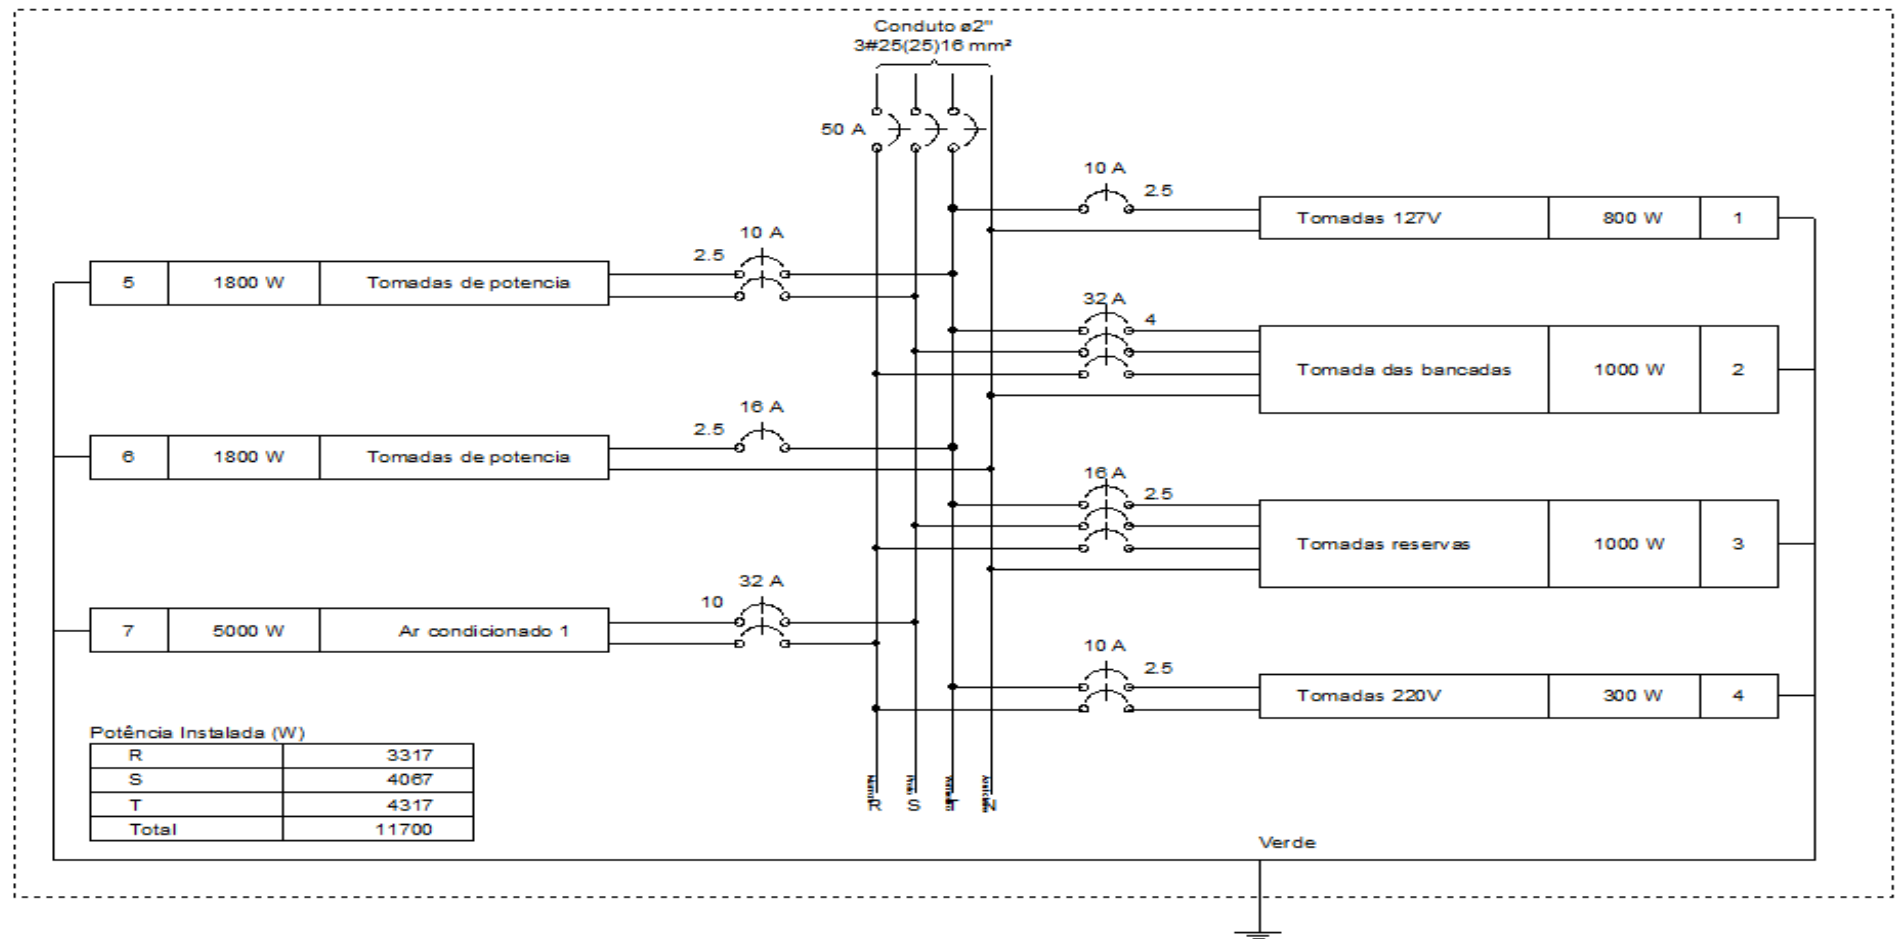 Conduto ø2"
3#25(25)16 mm²
50 A
10 A
2.5
Tomadas 127V 800 W 1
10 A
2.5
5 1800 W Tomadas de potencia
32 A
4
Tomada das bancadas 1000 W 2
16 A
2.5
6 1800 W Tomadas de potencia
16 A
2.5
Tomadas reservas 1000 W 3
32 A
10
7 5000 W Ar condicionado 1
10 A
2.5
Tomadas 220V 300 W 4
Potência Instalada (W)
R 3317
S 4067
T 4317
Total 11700
R S T N
Verde